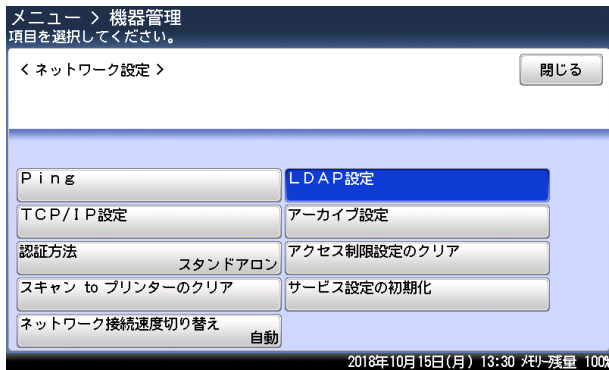 メニュー > 機器管理
項目を選択してください。
< ネットワーク設定 >
閉じる
Ping
LDAP設定
TCP/IP設定
アーカイブ設定
認証方法
スタンドアロン
アクセス制限設定のクリア
スキャン to プリンターのクリア
サービス設定の初期化
ネットワーク接続速度切り替え
自動
2018年10月15日(月) 13:30 メモリー残量 100%